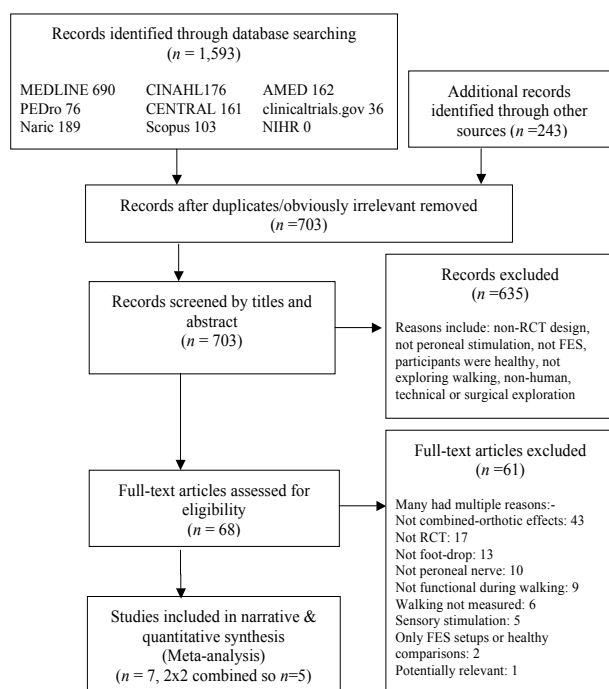 Records identified through database searching
(n = 1,593)
MEDLINE 690 CINAHL176 AMED 162
PEDro 76 CENTRAL 161 clinicaltrials.gov 36
Naric 189 Scopus 103 NIHR 0
Additional records
identified through other
sources (n =243)
Records after duplicates/obviously irrelevant removed
(n =703)
Records screened by titles and
abstract
(n = 703)
Records excluded
(n =635)
Reasons include: non-RCT design,
not peroneal stimulation, not FES,
participants were healthy, not
exploring walking, non-human,
technical or surgical exploration
Full-text articles assessed for
eligibility
(n = 68)
Full-text articles excluded
(n =61)
Many had multiple reasons:-
Not combined-orthotic effects: 43
Not RCT: 17
Not foot-drop: 13
Not peroneal nerve: 10
Not functional during walking: 9
Walking not measured: 6
Sensory stimulation: 5
Only FES setups or healthy
comparisons: 2
Potentially relevant: 1
Studies included in narrative &
quantitative synthesis
(Meta-analysis)
(n = 7, 2x2 combined so n=5)